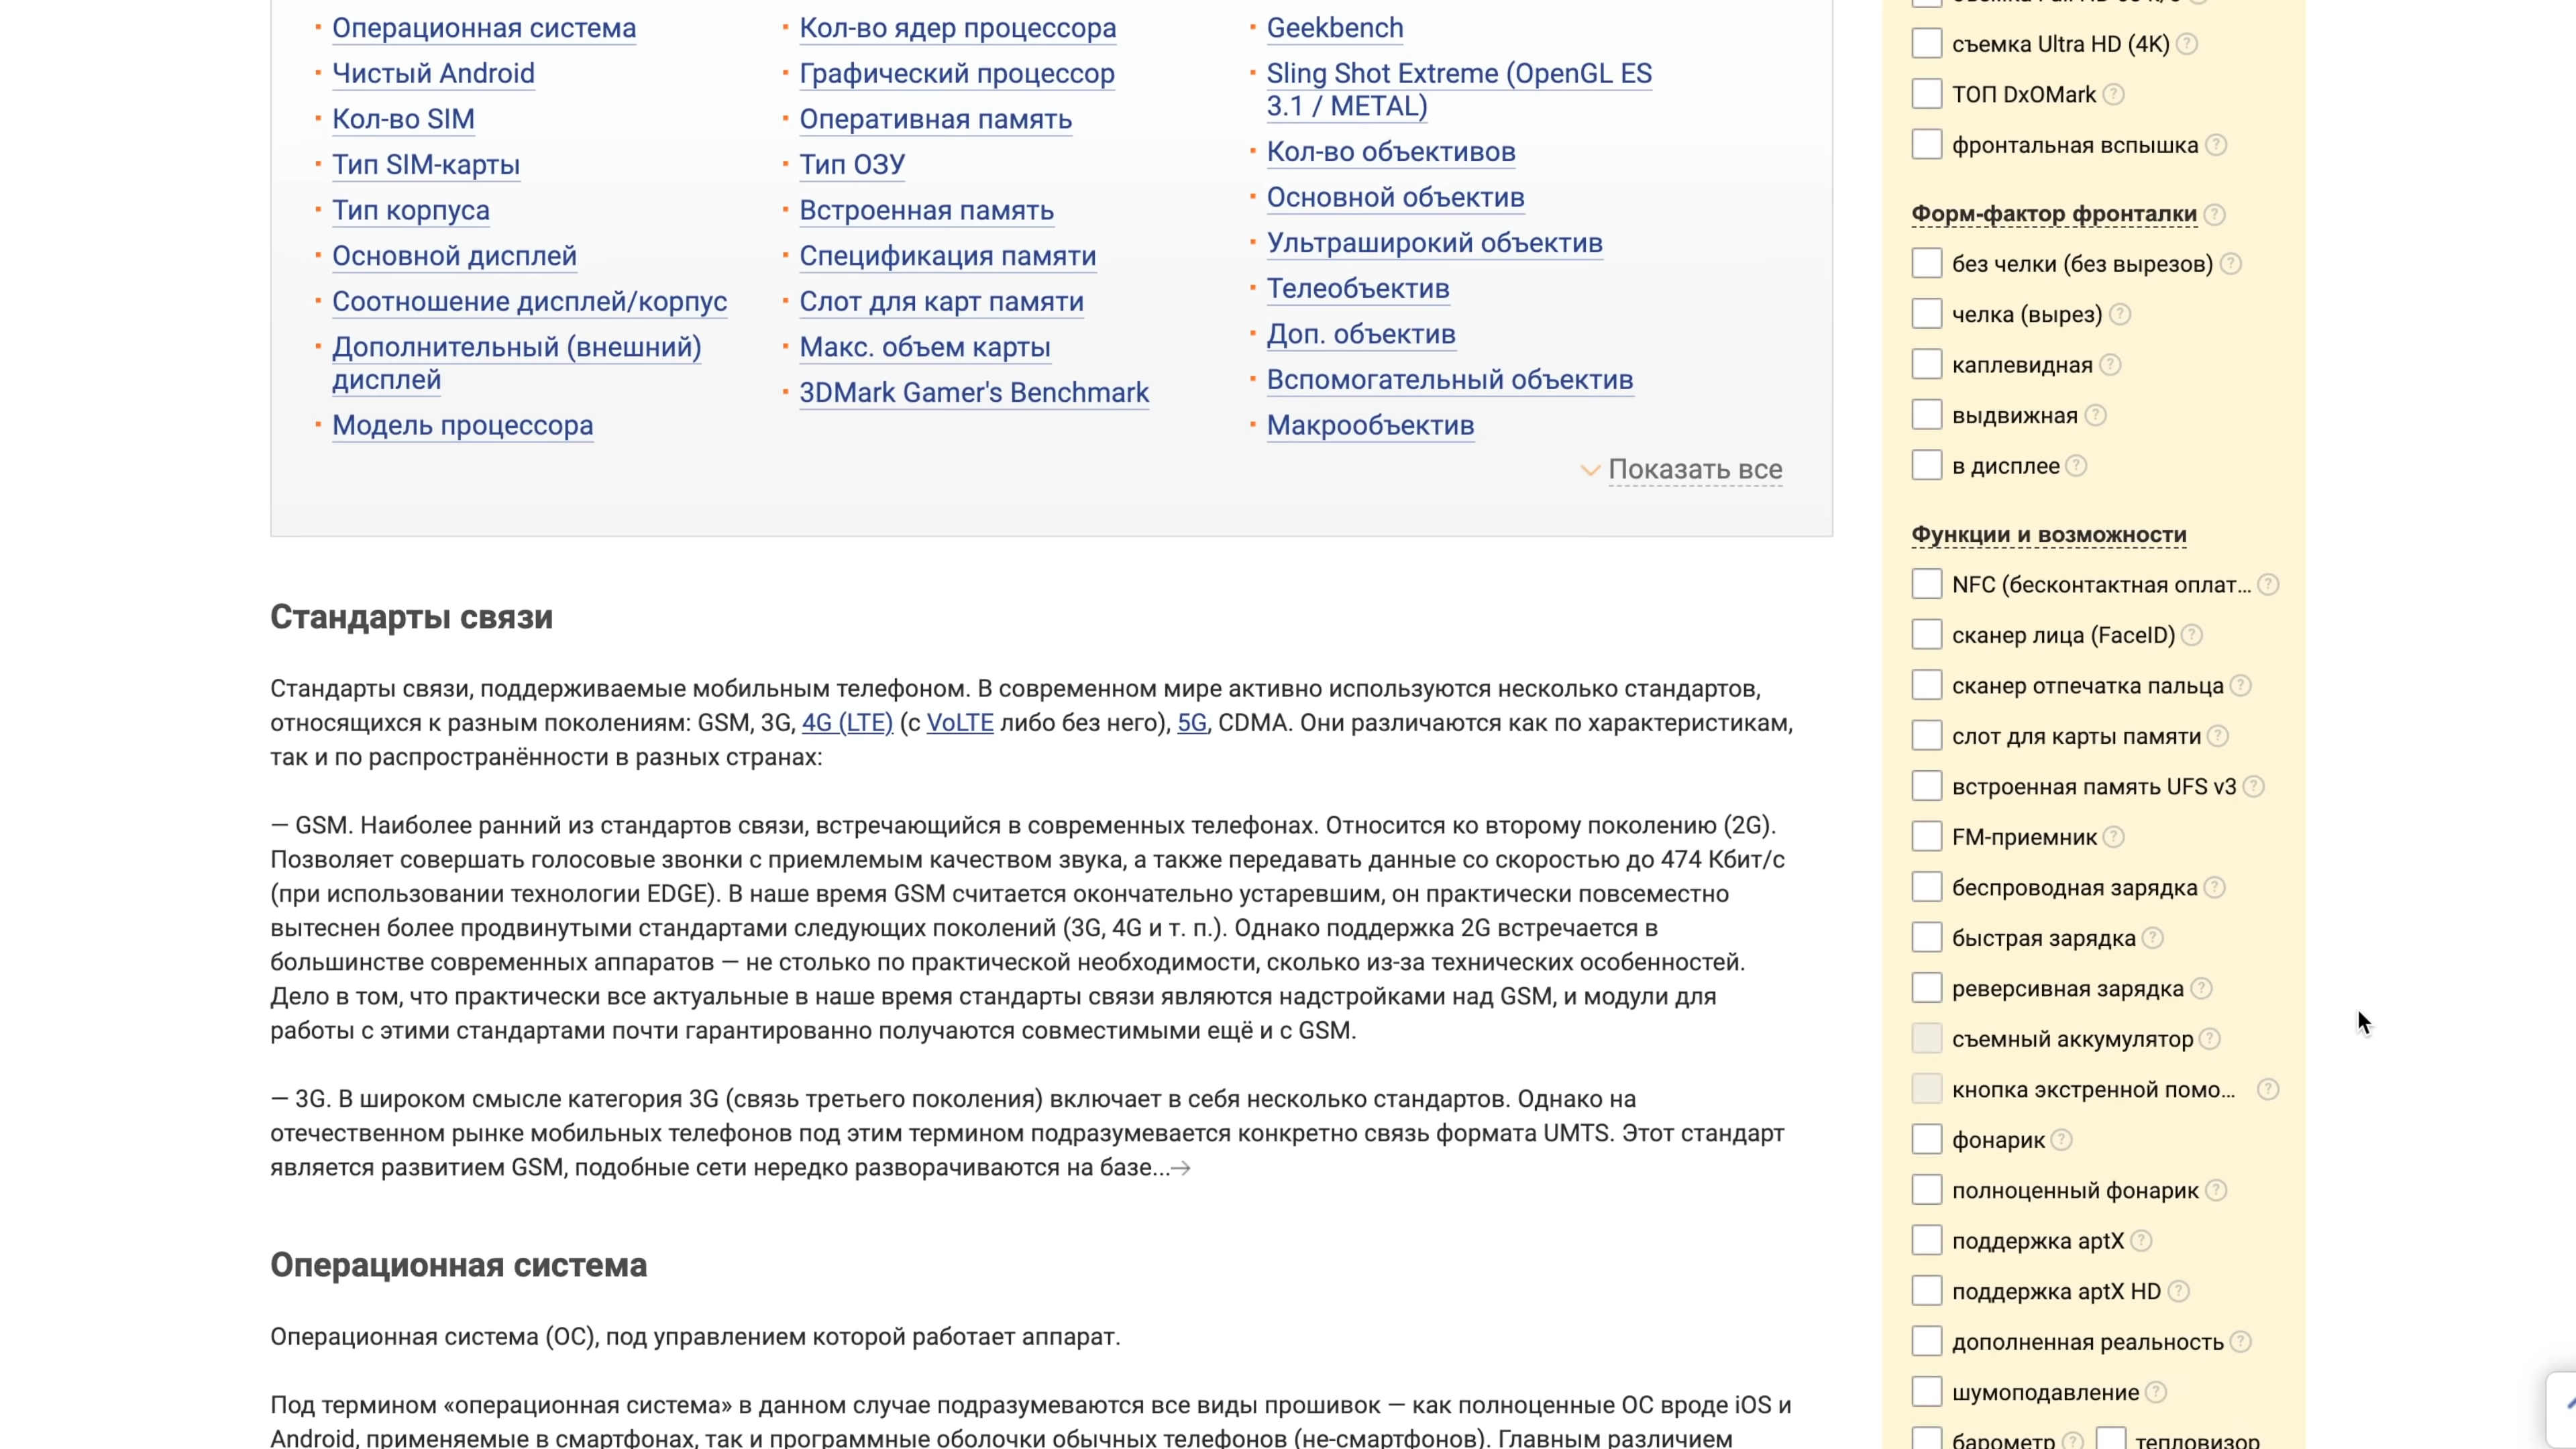 Операционная система
Чистый Android
Кол-во SIM
Тип SIM-карты
Тип корпуса
Основной дисплей
Соотношение дисплей/корпус
Дополнительный (внешний)
дисплей
Модель процессора
Кол-во ядер процессора
Графический процессор
Оперативная память
Тип ОЗУ
Встроенная память
Спецификация памяти
Слот для карт памяти
Макс. объем карты
3DMark Gamer's Benchmark
Geekbench
Sling Shot Extreme (OpenGL ES
3.1 / METAL)
Кол-во объективов
Основной объектив
Ультраширокий объектив
Телеобъектив
Доп. объектив
Вспомогательный объектив
Макрообъектив
Показать все
Стандарты связи
Стандарты связи, поддерживаемые мобильным телефоном. В современном мире активно используются несколько стандартов,
относящихся к разным поколениям: GSM, 3G, 4G (LTE) (с VoLTE либо без него), 5G, CDMA. Они различаются как по характеристикам,
так и по распространённости в разных странах:
— GSM. Наиболее ранний из стандартов связи, встречающийся в современных телефонах. Относится ко второму поколению (2G).
Позволяет совершать голосовые звонки с приемлемым качеством звука, а также передавать данные со скоростью до 474 Кбит/с
(при использовании технологии EDGE). В наше время GSM считается окончательно устаревшим, он практически повсеместно
вытеснен более продвинутыми стандартами следующих поколений (3G, 4G и т. п.). Однако поддержка 2G встречается в
большинстве современных аппаратов — не столько по практической необходимости, сколько из-за технических особенностей.
Дело в том, что практически все актуальные в наше время стандарты связи являются надстройками над GSM, и модули для
работы с этими стандартами почти гарантированно получаются совместимыми ещё и с GSM.
— 3G. В широком смысле категория 3G (связь третьего поколения) включает в себя несколько стандартов. Однако на
отечественном рынке мобильных телефонов под этим термином подразумевается конкретно связь формата UMTS. Этот стандарт
является развитием GSM, подобные сети нередко разворачиваются на базе...→
Операционная система
Операционная система (ОС), под управлением которой работает аппарат.
Под термином «операционная система» в данном случае подразумеваются все виды прошивок — как полноценные ОС вроде iOS и
Android, применяемые в смартфонах, так и программные оболочки обычных телефонов (не-смартфонов). Главным различием
съемка Ultra HD (4K) ?
ТОП DxOMark ?
фронтальная вспышка ?
Форм-фактор фронталки ?
без челки (без вырезов) ?
челка (вырез) ?
каплевидная ?
выдвижная ?
в дисплее ?
Функции и возможности
NFC (бесконтактная оплат... ?
сканер лица (FaceID) ?
сканер отпечатка пальца ?
слот для карты памяти ?
встроенная память UFS v3 ?
FM-приемник ?
беспроводная зарядка ?
быстрая зарядка ?
реверсивная зарядка ?
съемный аккумулятор ?
кнопка экстренной помо... ?
фонарик ?
полноценный фонарик ?
поддержка aptX ?
поддержка aptX HD ?
дополненная реальность ?
шумоподавление ?
барометр ? тепловизор